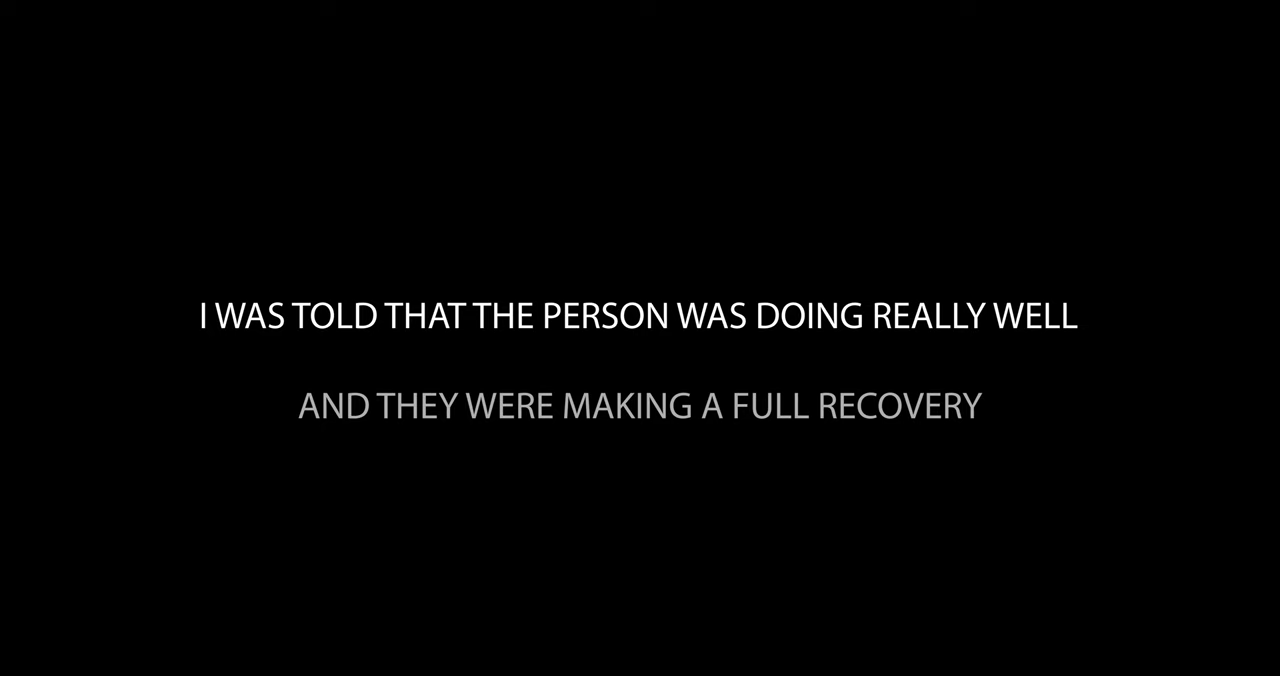 I WAS TOLD THAT THE PERSON WAS DOING REALLY WELL
AND THEY WERE MAKING A FULL RECOVERY